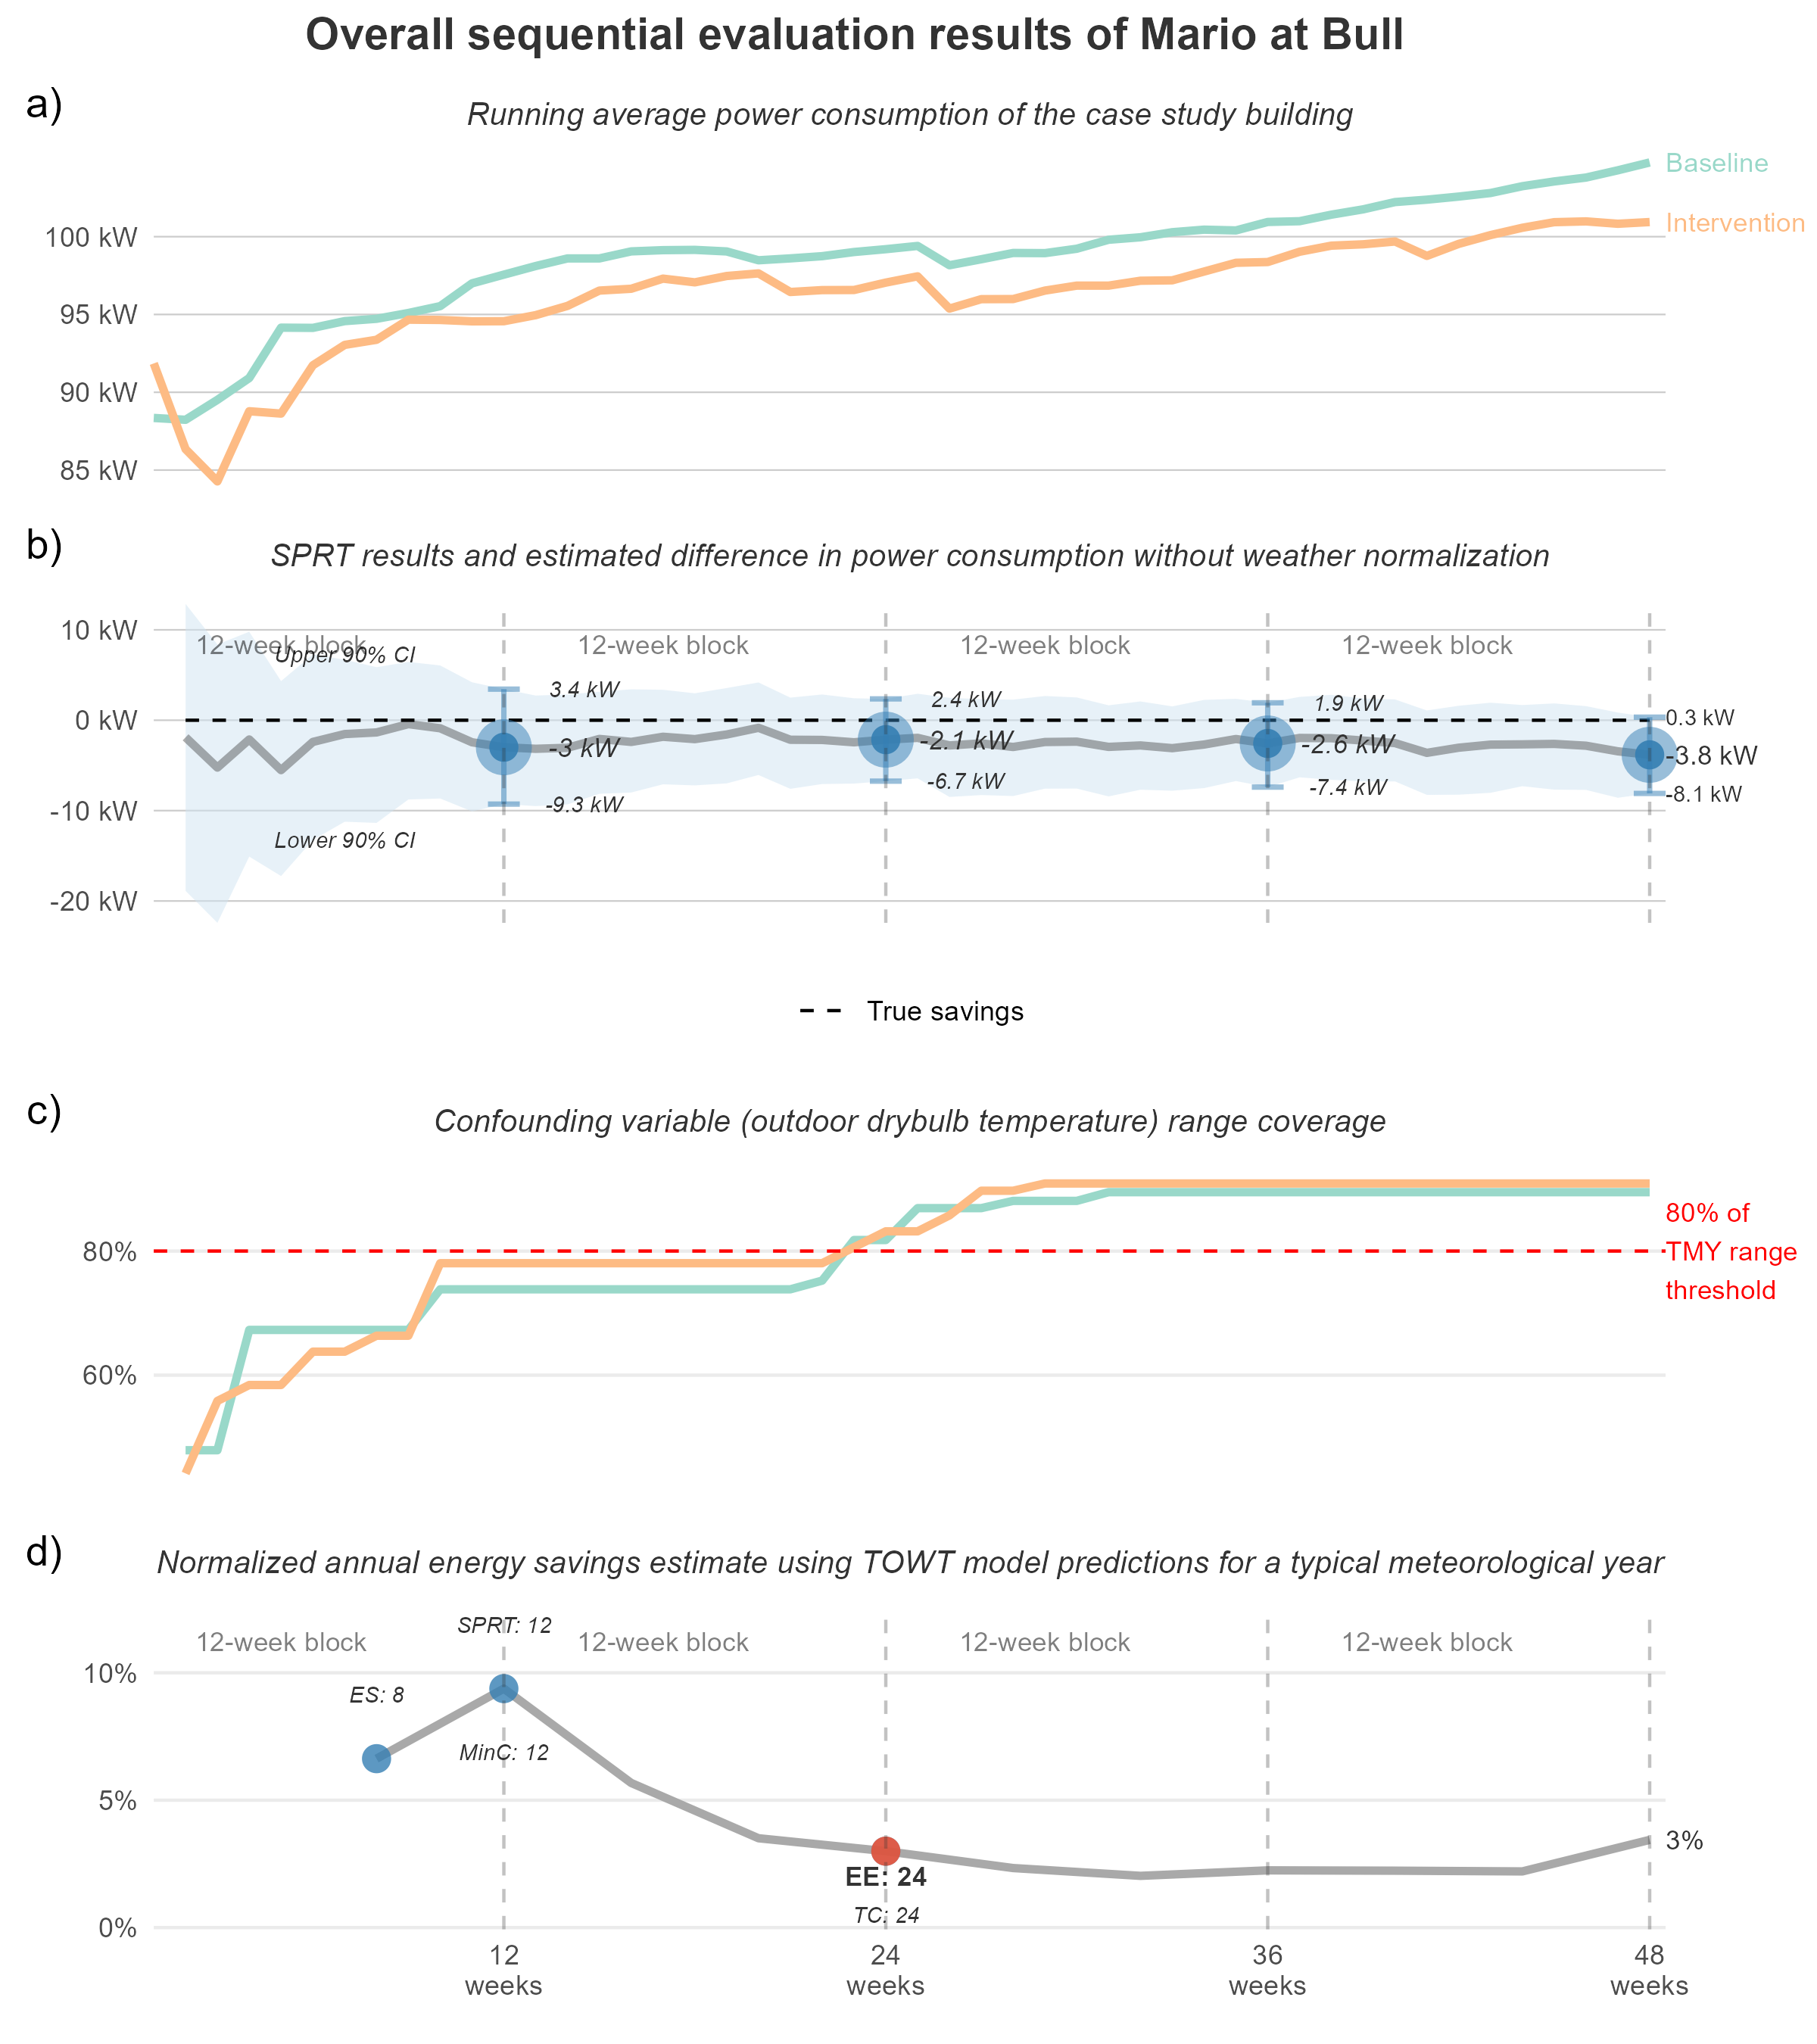 Overall sequential evaluation results of Mario at Bull
a)
Running average power consumption of the case study building
Baseline
Intervention
100 kW
95 kW
90 kW
85 kW
b)
SPRT results and estimated difference in power consumption without weather normalization
10 kW
0 kW
-10 kW
-20 kW
12-week block
12-week block
12-week block
12-week block
Upper 90% CI
Lower 90% CI
3.4 kW
-3 kW
-9.3 kW
2.4 kW
-2.1 kW
-6.7 kW
1.9 kW
-2.6 kW
-7.4 kW
0.3 kW
-3.8 kW
-8.1 kW
True savings
c)
Confounding variable (outdoor drybulb temperature) range coverage
80%
60%
80% of
TMY range
threshold
d)
Normalized annual energy savings estimate using TOWT model predictions for a typical meteorological year
SPRT: 12
12-week block
12-week block
12-week block
12-week block
10%
5%
0%
ES: 8
MinC: 12
EE: 24
TC: 24
3%
12
weeks
24
weeks
36
weeks
48
weeks